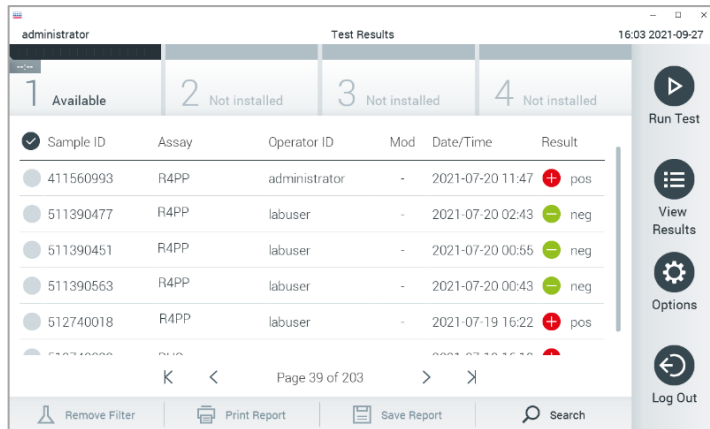 administrator Test Results 16:03 2021-09-27
--:--
1 Available 2 Not installed 3 Not installed 4 Not installed
Run Test
Sample ID Assay Operator ID Mod Date/Time Result
411560993 R4PP administrator - 2021-07-20 11:47 pos
511390477 R4PP labuser - 2021-07-20 02:43 neg
View
Results
511390451 R4PP labuser - 2021-07-20 00:55 neg
511390563 R4PP labuser - 2021-07-20 00:43 neg
Options
512740018 R4PP labuser - 2021-07-19 16:22 pos
Page 39 of 203
Log Out
Remove Filter Print Report Save Report Search